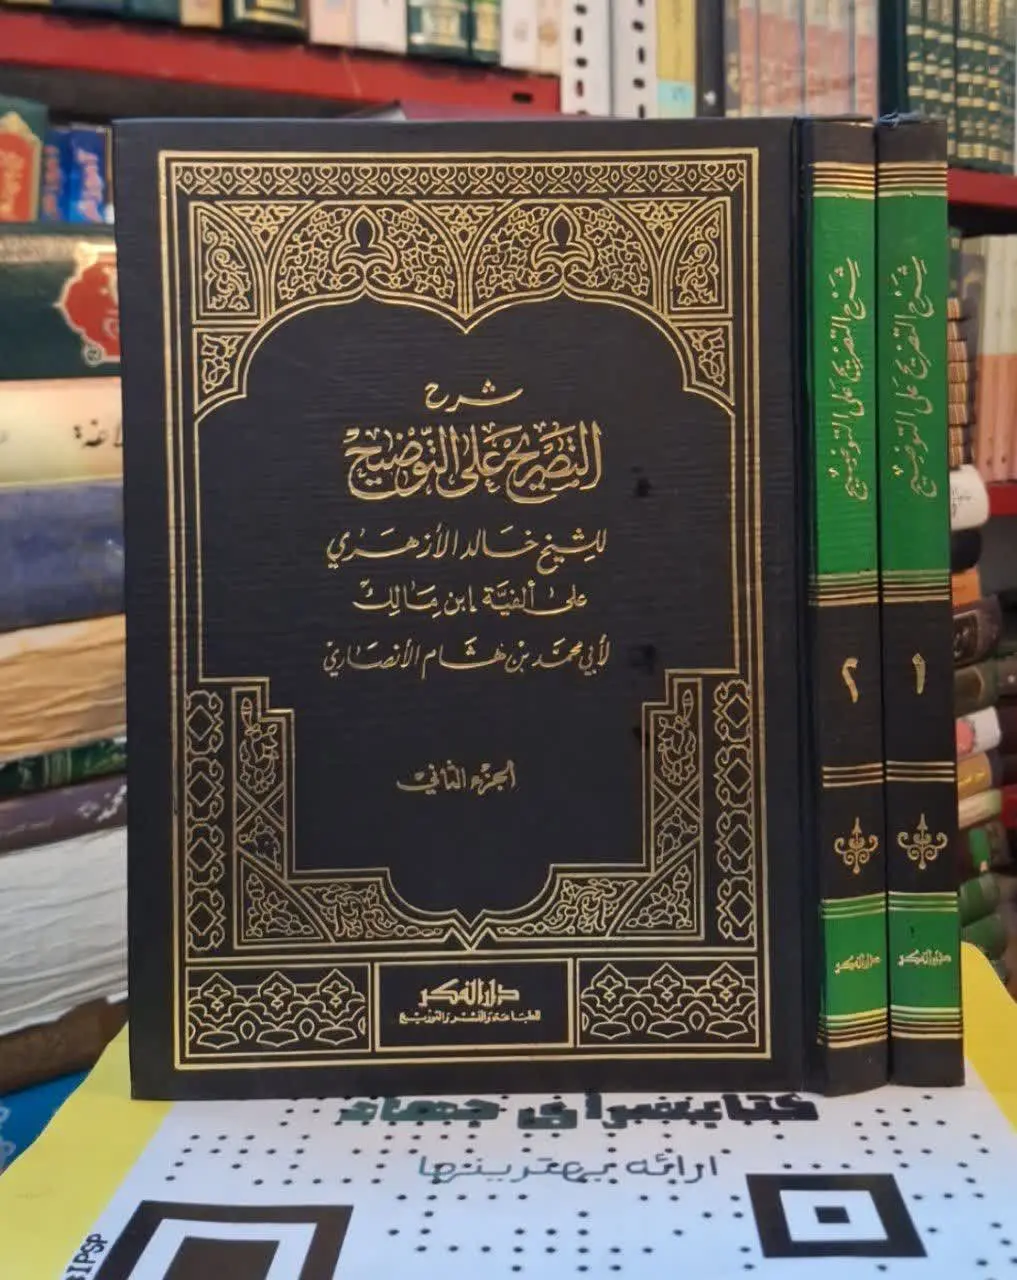 شرح
التصريح على التوضيح
للشيخ خالد الأزهري
على ألفية ابن مالك
لأبي محمد بن هشام الأنصاري
الجزء الثاني
دار الفكر
للطباعة والنشر والتوزيع
شرح التصريح على التوضيح
٢
دار الفكر
شرح التصريح على التوضيح
١
دار الفكر
ارائه بهترینها
BIPSP